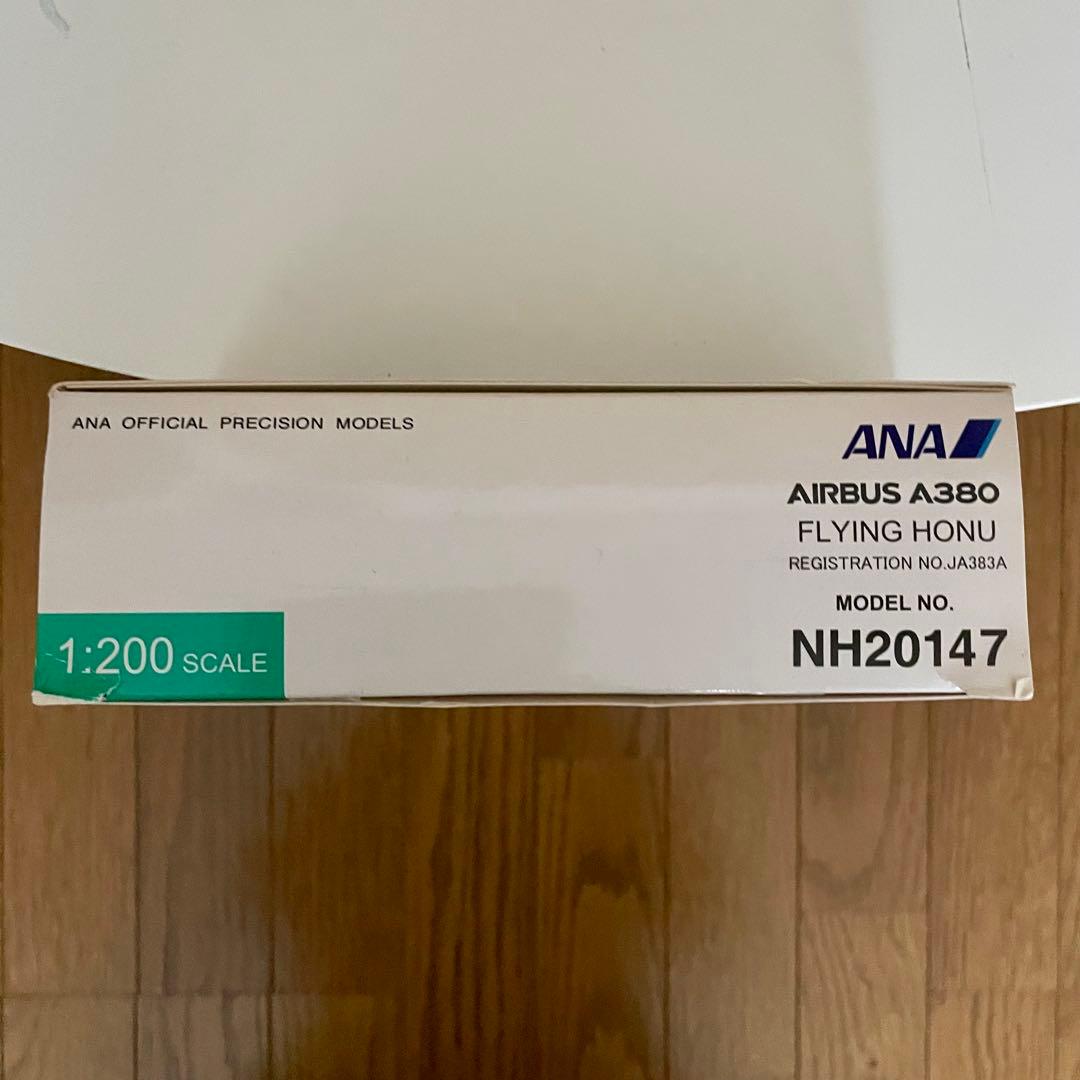 ANA OFFICIAL PRECISION MODELS
ANA
AIRBUS A380
FLYING HONU
REGISTRATION NO.JA383A
MODEL NO.
NH20147
1:200 SCALE